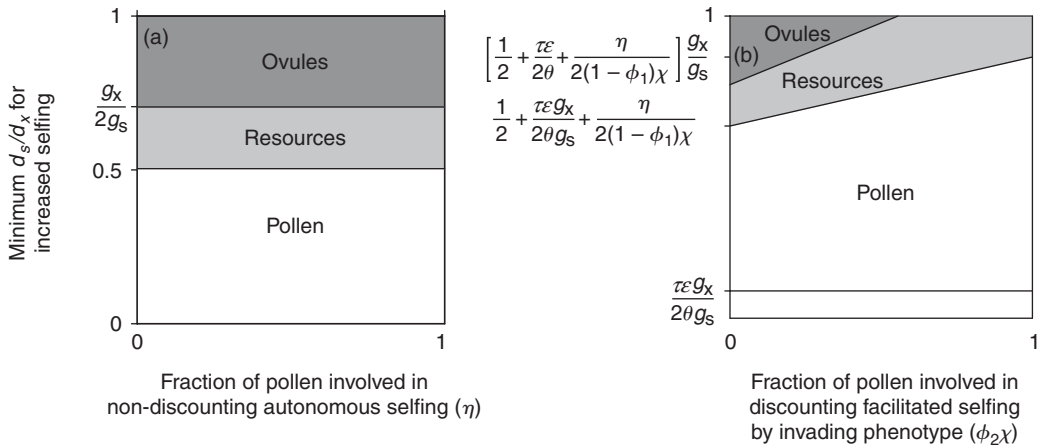 Minimum d_s/d_x for
increased selfing
1
g_x/2g_s
0.5
0
(a)
Ovules
Resources
Pollen
0 1
Fraction of pollen involved in
non-discounting autonomous selfing (η)
[1/2 + τε/2θ + η/2(1 − ϕ₁)χ] g_x/g_s
1/2 + τεg_x/2θg_s + η/2(1 − ϕ₁)χ
τεg_x/2θg_s
1
(b)
Ovules
Resources
Pollen
0 1
Fraction of pollen involved in
discounting facilitated selfing
by invading phenotype (ϕ₂χ)